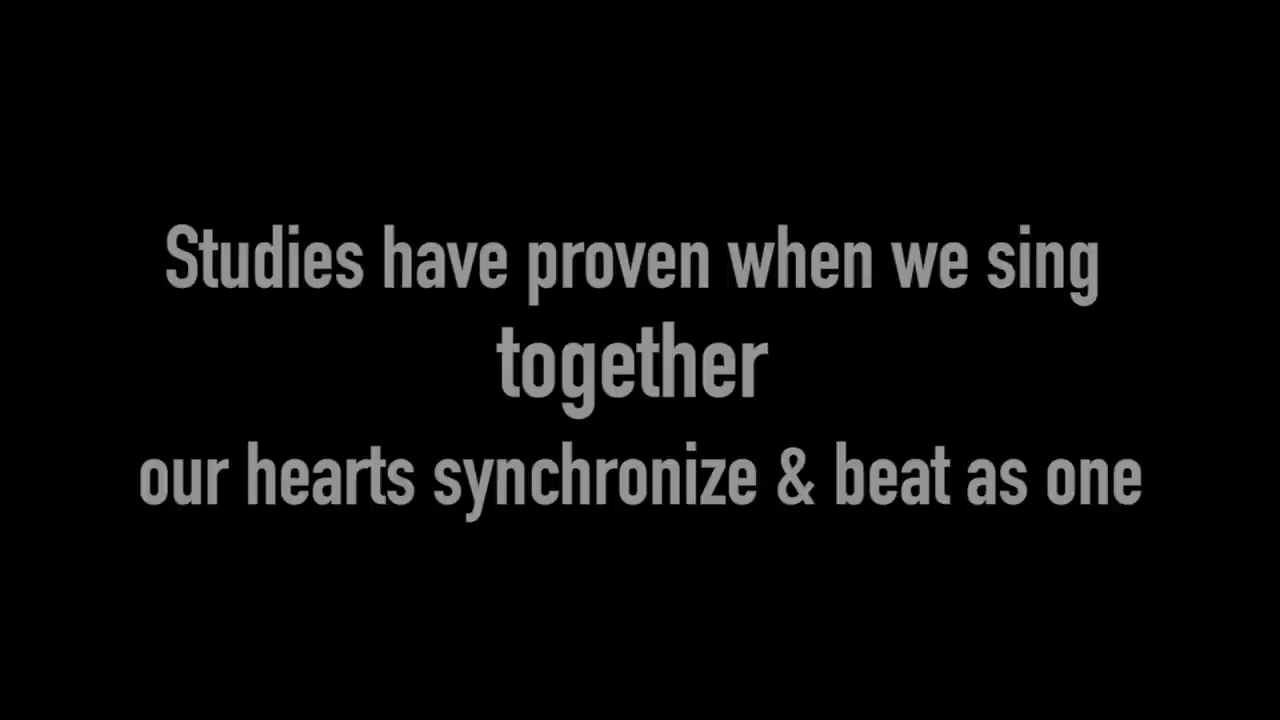 Studies have proven when we sing
together
our hearts synchronize & beat as one